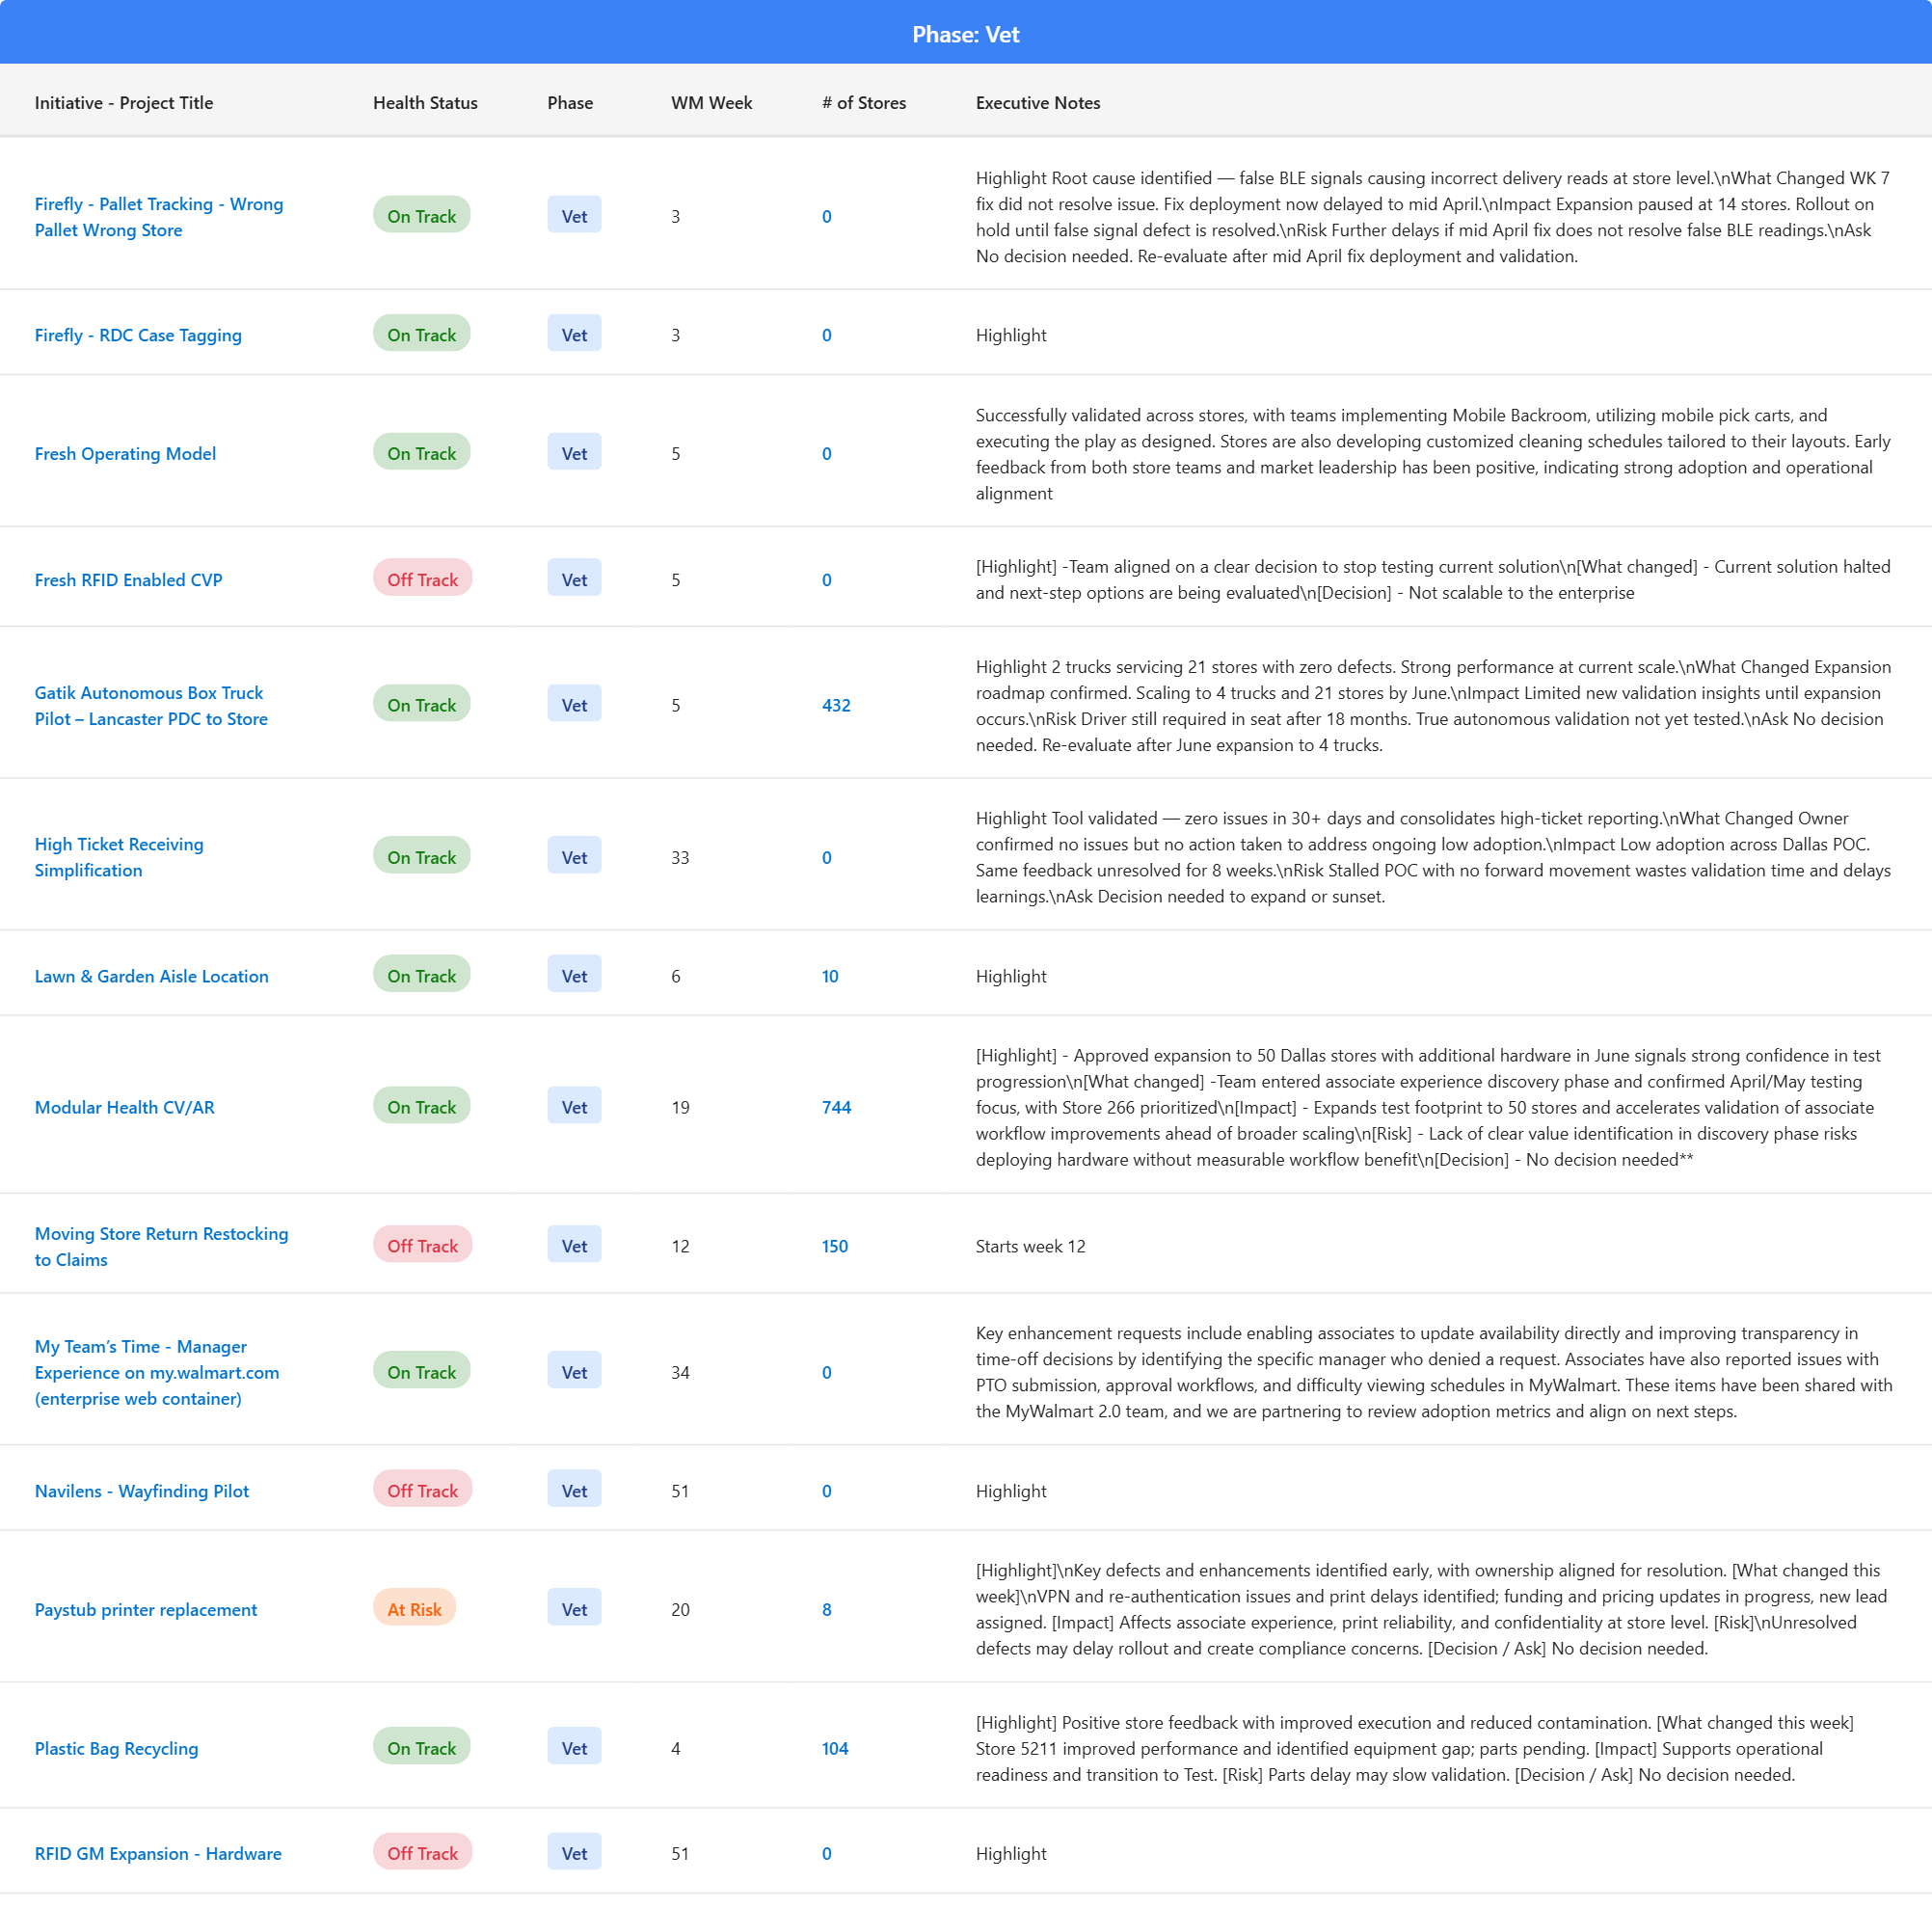 Phase: Vet
Initiative - Project Title Health Status Phase WM Week # of Stores Executive Notes
Firefly - Pallet Tracking - Wrong
Pallet Wrong Store
On Track
Vet
3
0
Highlight Root cause identified — false BLE signals causing incorrect delivery reads at store level.\nWhat Changed WK 7
fix did not resolve issue. Fix deployment now delayed to mid April.\nImpact Expansion paused at 14 stores. Rollout on
hold until false signal defect is resolved.\nRisk Further delays if mid April fix does not resolve false BLE readings.\nAsk
No decision needed. Re-evaluate after mid April fix deployment and validation.
Firefly - RDC Case Tagging
On Track
Vet
3
0
Highlight
Fresh Operating Model
On Track
Vet
5
0
Successfully validated across stores, with teams implementing Mobile Backroom, utilizing mobile pick carts, and
executing the play as designed. Stores are also developing customized cleaning schedules tailored to their layouts. Early
feedback from both store teams and market leadership has been positive, indicating strong adoption and operational
alignment
Fresh RFID Enabled CVP
Off Track
Vet
5
0
[Highlight] -Team aligned on a clear decision to stop testing current solution\n[What changed] - Current solution halted
and next-step options are being evaluated\n[Decision] - Not scalable to the enterprise
Gatik Autonomous Box Truck
Pilot – Lancaster PDC to Store
On Track
Vet
5
432
Highlight 2 trucks servicing 21 stores with zero defects. Strong performance at current scale.\nWhat Changed Expansion
roadmap confirmed. Scaling to 4 trucks and 21 stores by June.\nImpact Limited new validation insights until expansion
occurs.\nRisk Driver still required in seat after 18 months. True autonomous validation not yet tested.\nAsk No decision
needed. Re-evaluate after June expansion to 4 trucks.
High Ticket Receiving
Simplification
On Track
Vet
33
0
Highlight Tool validated — zero issues in 30+ days and consolidates high-ticket reporting.\nWhat Changed Owner
confirmed no issues but no action taken to address ongoing low adoption.\nImpact Low adoption across Dallas POC.
Same feedback unresolved for 8 weeks.\nRisk Stalled POC with no forward movement wastes validation time and delays
learnings.\nAsk Decision needed to expand or sunset.
Lawn & Garden Aisle Location
On Track
Vet
6
10
Highlight
Modular Health CV/AR
On Track
Vet
19
744
[Highlight] - Approved expansion to 50 Dallas stores with additional hardware in June signals strong confidence in test
progression\n[What changed] -Team entered associate experience discovery phase and confirmed April/May testing
focus, with Store 266 prioritized\n[Impact] - Expands test footprint to 50 stores and accelerates validation of associate
workflow improvements ahead of broader scaling\n[Risk] - Lack of clear value identification in discovery phase risks
deploying hardware without measurable workflow benefit\n[Decision] - No decision needed**
Moving Store Return Restocking
to Claims
Off Track
Vet
12
150
Starts week 12
My Team’s Time - Manager
Experience on my.walmart.com
(enterprise web container)
On Track
Vet
34
0
Key enhancement requests include enabling associates to update availability directly and improving transparency in
time-off decisions by identifying the specific manager who denied a request. Associates have also reported issues with
PTO submission, approval workflows, and difficulty viewing schedules in MyWalmart. These items have been shared with
the MyWalmart 2.0 team, and we are partnering to review adoption metrics and align on next steps.
Navilens - Wayfinding Pilot
Off Track
Vet
51
0
Highlight
Paystub printer replacement
At Risk
Vet
20
8
[Highlight]\nKey defects and enhancements identified early, with ownership aligned for resolution. [What changed this
week]\nVPN and re-authentication issues and print delays identified; funding and pricing updates in progress, new lead
assigned. [Impact] Affects associate experience, print reliability, and confidentiality at store level. [Risk]\nUnresolved
defects may delay rollout and create compliance concerns. [Decision / Ask] No decision needed.
Plastic Bag Recycling
On Track
Vet
4
104
[Highlight] Positive store feedback with improved execution and reduced contamination. [What changed this week]
Store 5211 improved performance and identified equipment gap; parts pending. [Impact] Supports operational
readiness and transition to Test. [Risk] Parts delay may slow validation. [Decision / Ask] No decision needed.
RFID GM Expansion - Hardware
Off Track
Vet
51
0
Highlight